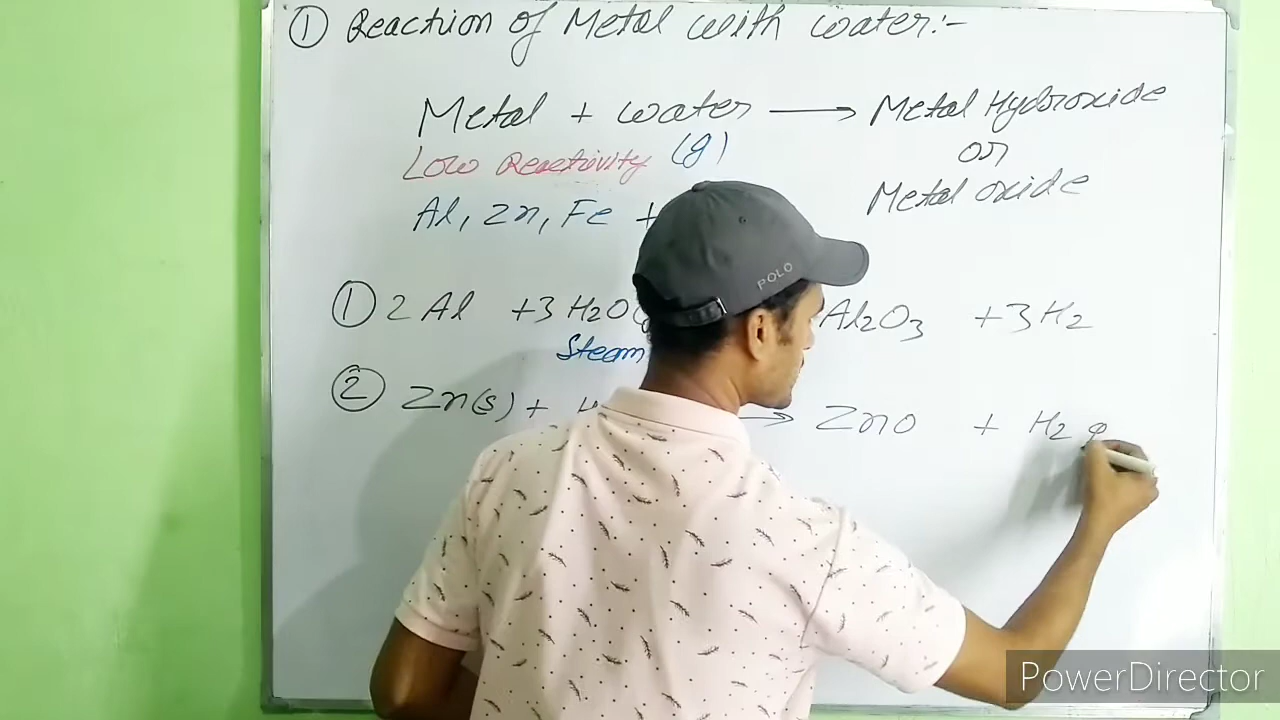 ① Reaction of Metal with water:-
Metal + water → Metal Hydroxide
Low Reactivity (g) or
Metal oxide
Al, Zn, Fe +
POLO
① 2 Al +3 H2O( Al2O3 +3 H2
Steam
② Zn(s) + H → ZnO + H2
PowerDirector